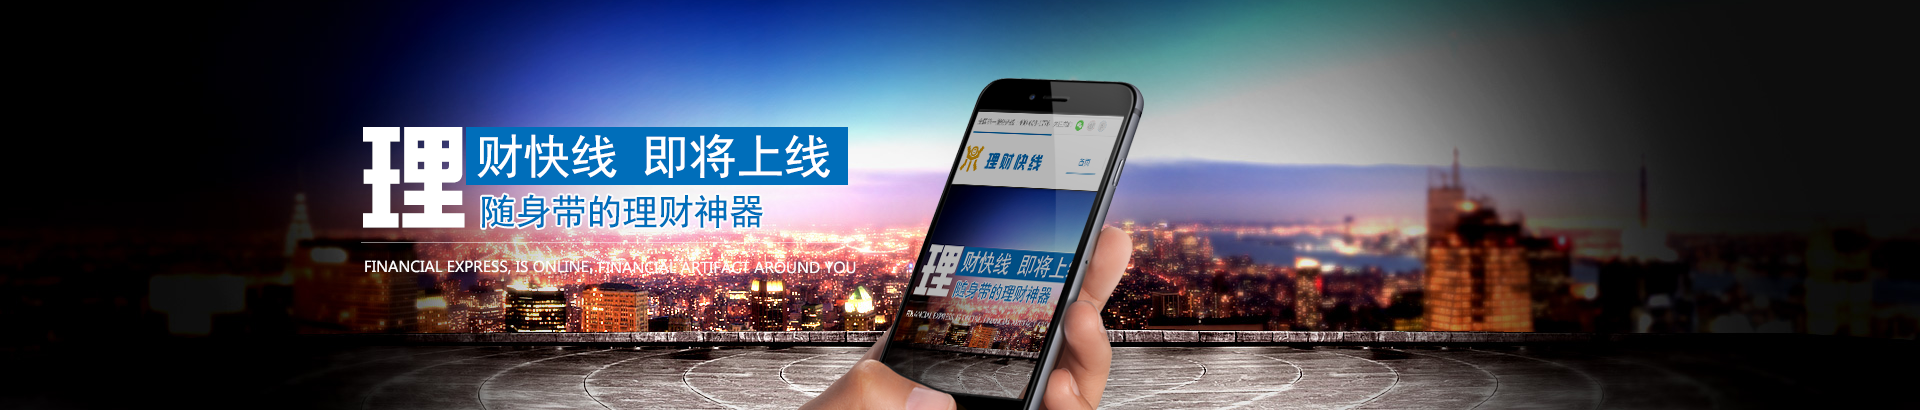 理财快线 即将上线
随身带的理财神器
FINANCIAL EXPRESS, IS ONLINE, FINANCIAL ARTIFACT AROUND YOU
理财快线
首页
理财快线 即将上
随身带的理财神器